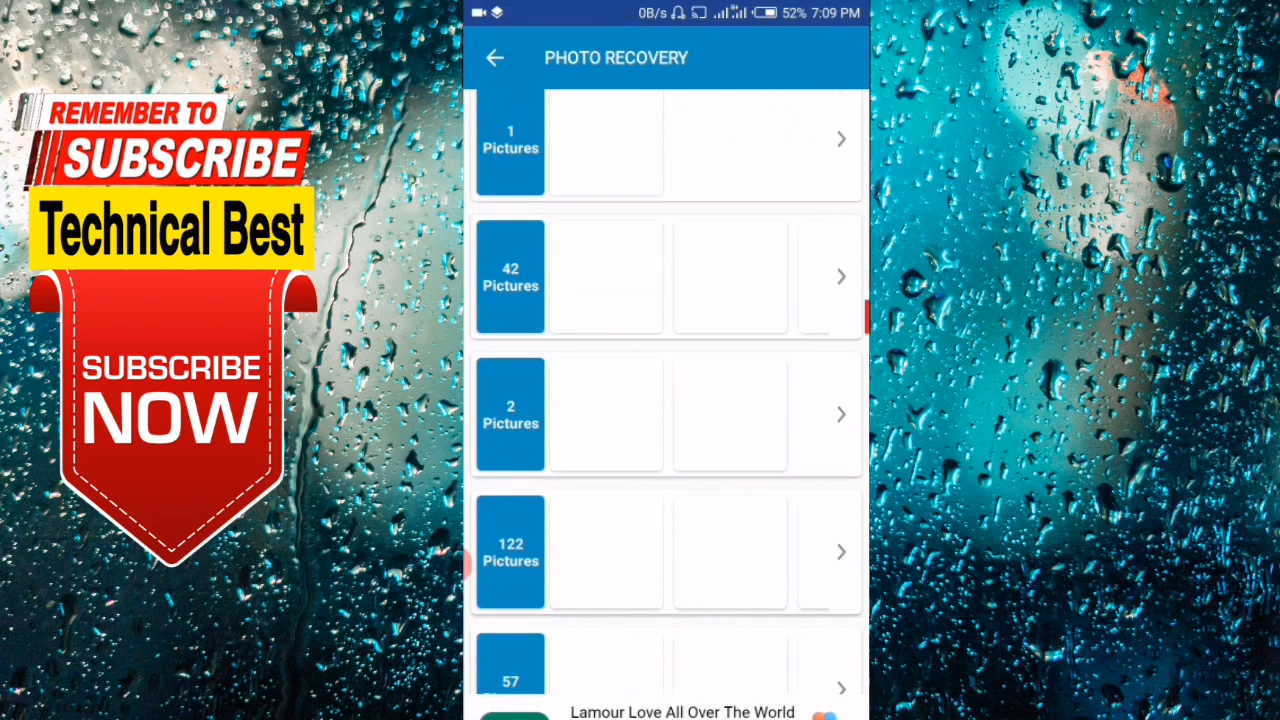 REMEMBER TO
SUBSCRIBE
Technical Best
SUBSCRIBE
NOW
0B/s 52% 7:09 PM
PHOTO RECOVERY
1
Pictures
42
Pictures
2
Pictures
122
Pictures
57
Lamour Love All Over The World